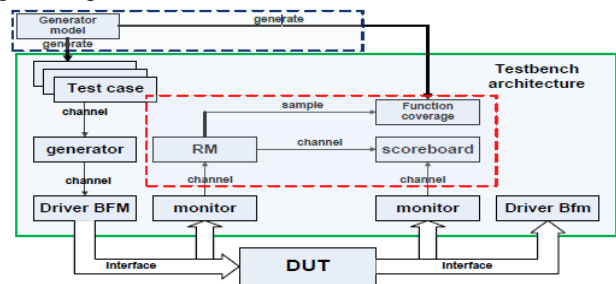 Generator
model
generate
generate
Testbench
architecture
Test case
channel
sample
Function
coverage
generator
RM
channel
scoreboard
channel
channel
channel
Driver BFM
monitor
monitor
Driver Bfm
Interface
DUT
Interface